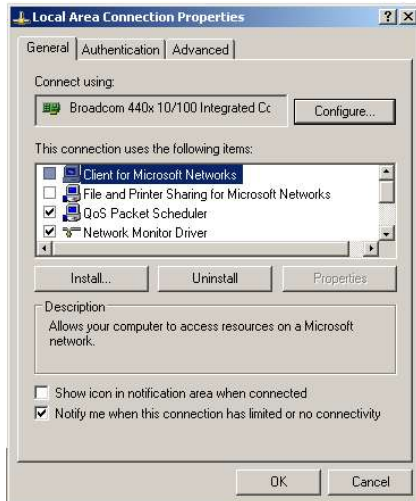 Local Area Connection Properties
General Authentication Advanced
Connect using:
Broadcom 440x 10/100 Integrated Cc
Configure...
This connection uses the following items:
Client for Microsoft Networks
File and Printer Sharing for Microsoft Networks
QoS Packet Scheduler
Network Monitor Driver
Install... Uninstall Properties
Description
Allows your computer to access resources on a Microsoft
network.
Show icon in notification area when connected
Notify me when this connection has limited or no connectivity
OK Cancel